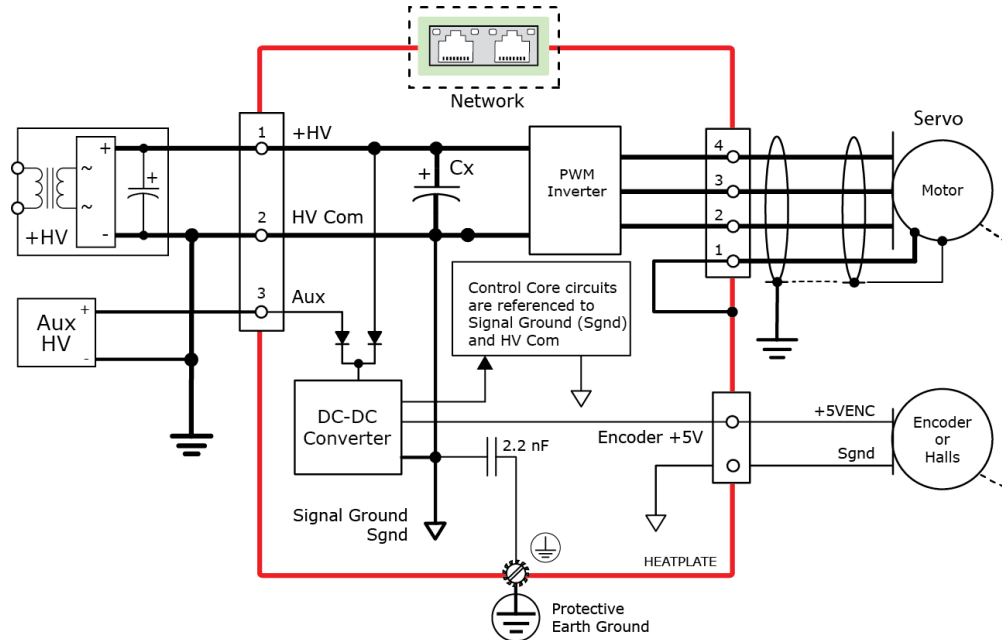 Network
1
+HV
+
~
~
-
+
+HV
2
HV Com
+
Cx
PWM
Inverter
4
3
2
1
Servo
Motor
3
Aux
+
Aux
HV
-
Control Core circuits
are referenced to
Signal Ground (Sgnd)
and HV Com
DC-DC
Converter
2.2 nF
Encoder +5V
+5VENC
Sgnd
Encoder
or
Halls
Signal Ground
Sgnd
HEATPLATE
Protective
Earth Ground